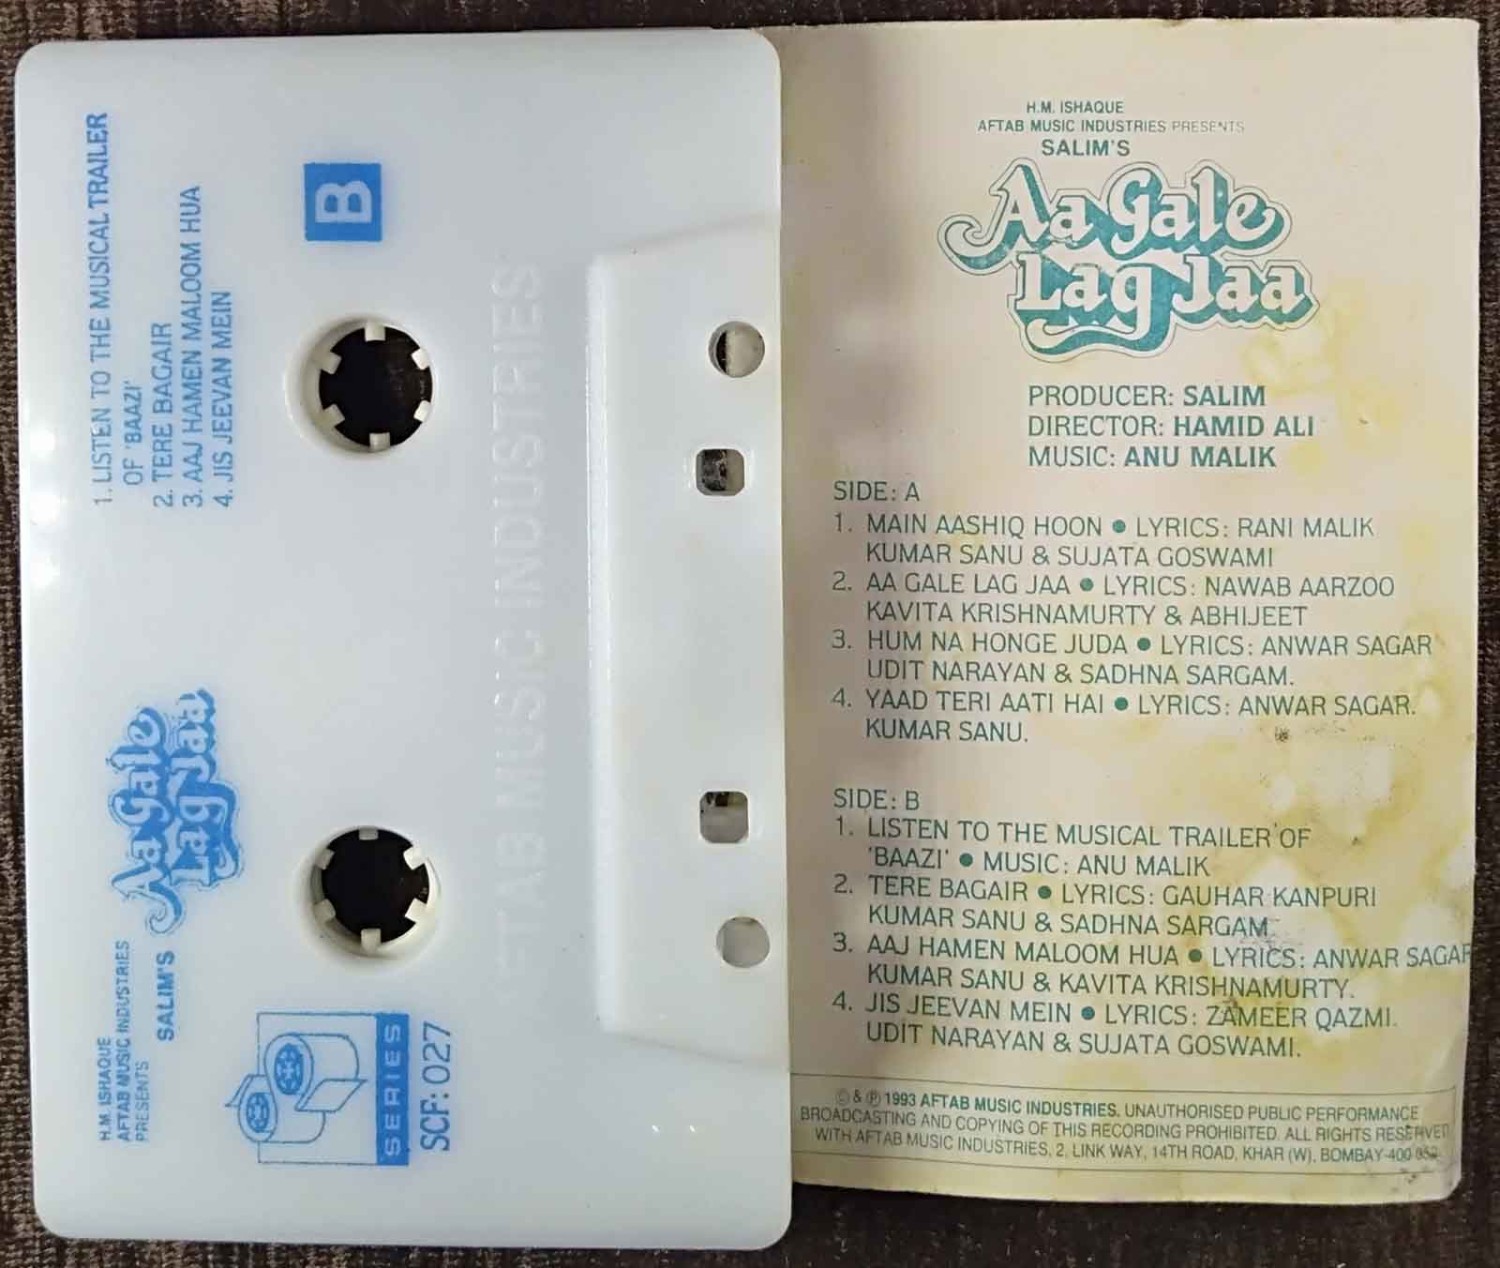 1. LISTEN TO THE MUSICAL TRAILER
OF 'BAAZI'
2. TERE BAGAIR
3. AAJ HAMEN MALOOM HUA
4. JIS JEEVAN MEIN
B
H.M. ISHAQUE
AFTAB MUSIC INDUSTRIES
PRESENTS
SALIM'S
Aa Gale
Lag Jaa
SERIES
SCF: 027
AFTAB MUSIC INDUSTRIES
H.M. ISHAQUE
AFTAB MUSIC INDUSTRIES PRESENTS
SALIM'S
Aa Gale
Lag Jaa
PRODUCER: SALIM
DIRECTOR: HAMID ALI
MUSIC: ANU MALIK
SIDE: A
1. MAIN AASHIQ HOON ● LYRICS: RANI MALIK
KUMAR SANU & SUJATA GOSWAMI
2. AA GALE LAG JAA ● LYRICS: NAWAB AARZOO
KAVITA KRISHNAMURTY & ABHIJEET
3. HUM NA HONGE JUDA ● LYRICS: ANWAR SAGAR
UDIT NARAYAN & SADHNA SARGAM.
4. YAAD TERI AATI HAI ● LYRICS: ANWAR SAGAR.
KUMAR SANU.
SIDE: B
1. LISTEN TO THE MUSICAL TRAILER OF
'BAAZI' ● MUSIC: ANU MALIK
2. TERE BAGAIR ● LYRICS: GAUHAR KANPURI
KUMAR SANU & SADHNA SARGAM.
3. AAJ HAMEN MALOOM HUA ● LYRICS: ANWAR SAGAR
KUMAR SANU & KAVITA KRISHNAMURTY.
4. JIS JEEVAN MEIN ● LYRICS: ZAMEER QAZMI.
UDIT NARAYAN & SUJATA GOSWAMI.
© & ℗ 1993 AFTAB MUSIC INDUSTRIES. UNAUTHORISED PUBLIC PERFORMANCE
BROADCASTING AND COPYING OF THIS RECORDING PROHIBITED. ALL RIGHTS RESERVED
WITH AFTAB MUSIC INDUSTRIES, 2, LINK WAY, 14TH ROAD, KHAR (W), BOMBAY-400 052